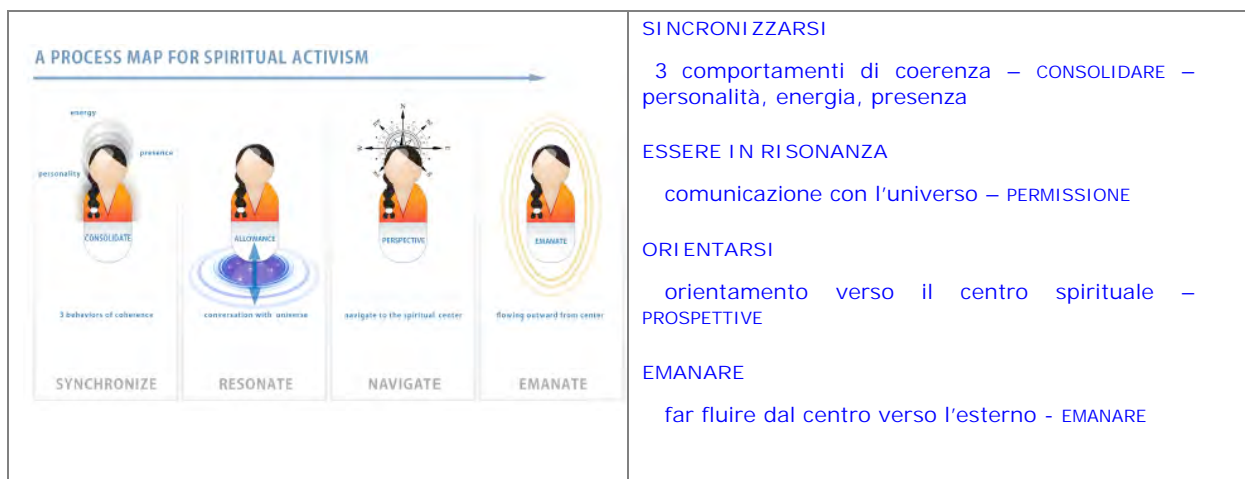 A PROCESS MAP FOR SPIRITUAL ACTIVISM
energy
presence
personality
CONSOLIDATE
3 behaviors of coherence
SYNCHRONIZE
ALLOWANCE
conversation with universe
RESONATE
N
W
E
PERSPECTIVE
navigate to the spiritual center
NAVIGATE
EMANATE
flowing outward from center
EMANATE
SINCRONIZZARSI
3 comportamenti di coerenza – CONSOLIDARE –
personalità, energia, presenza
ESSERE IN RISONANZA
comunicazione con l'universo – PERMISSIONE
ORIENTARSI
orientamento verso il centro spirituale –
PROSPETTIVE
EMANARE
far fluire dal centro verso l'esterno - EMANARE